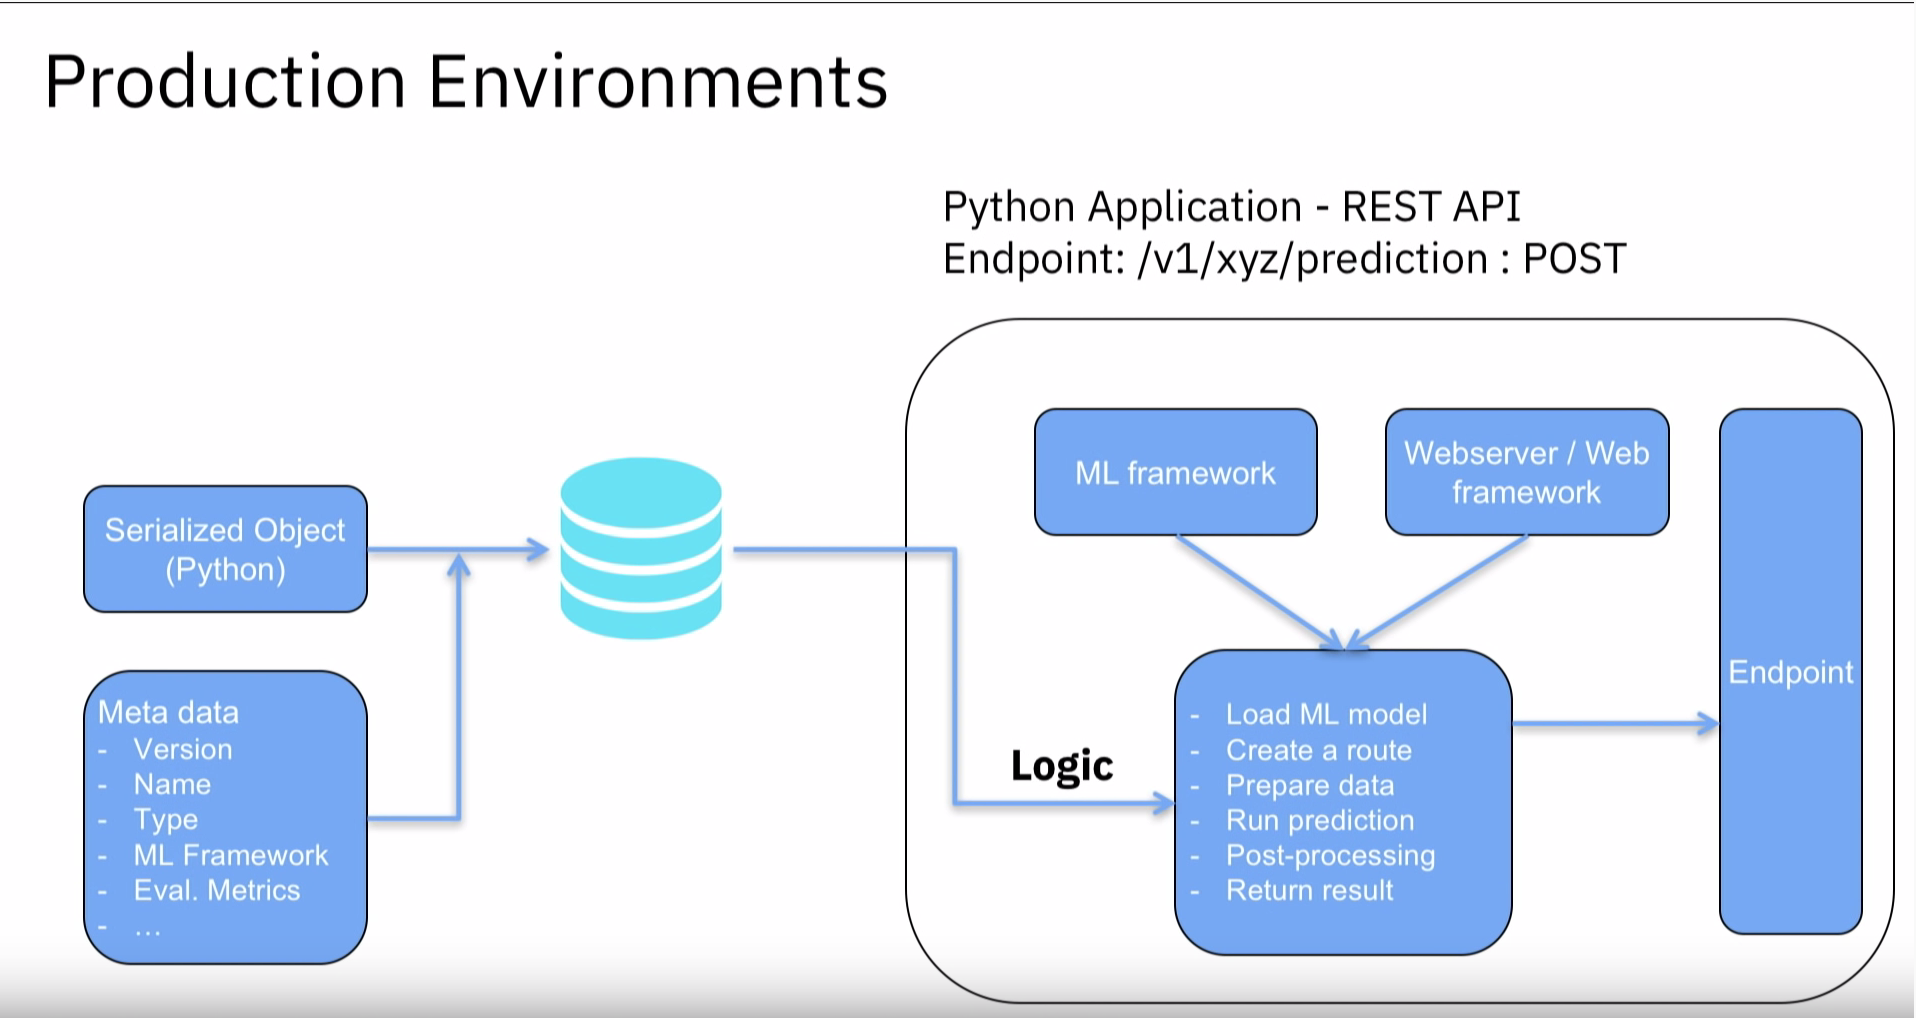 Production Environments
Python Application - REST API
Endpoint: /v1/xyz/prediction : POST
Serialized Object
(Python)
Meta data
- Version
- Name
- Type
- ML Framework
- Eval. Metrics
- ...
ML framework
Webserver / Web
framework
Logic
- Load ML model
- Create a route
- Prepare data
- Run prediction
- Post-processing
- Return result
Endpoint